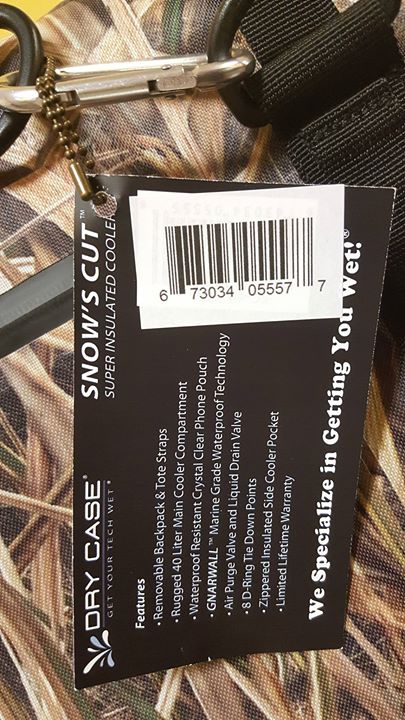 DRY CASE®
GET YOUR TECH WET®
SNOW'S CUT™
SUPER INSULATED COOLE
Features
• Removable Backpack & Tote Straps
• Rugged 40 Liter Main Cooler Compartment
• Waterproof Resistant Crystal Clear Phone Pouch
• GNARWALL™ Marine Grade Waterproof Technology
• Air Purge Valve and Liquid Drain Valve
• 8 D-Ring Tie Down Points
• Zippered Insulated Side Cooler Pocket
• Limited Lifetime Warranty
We Specialize in Getting You Wet!®
6 73034 05557 7